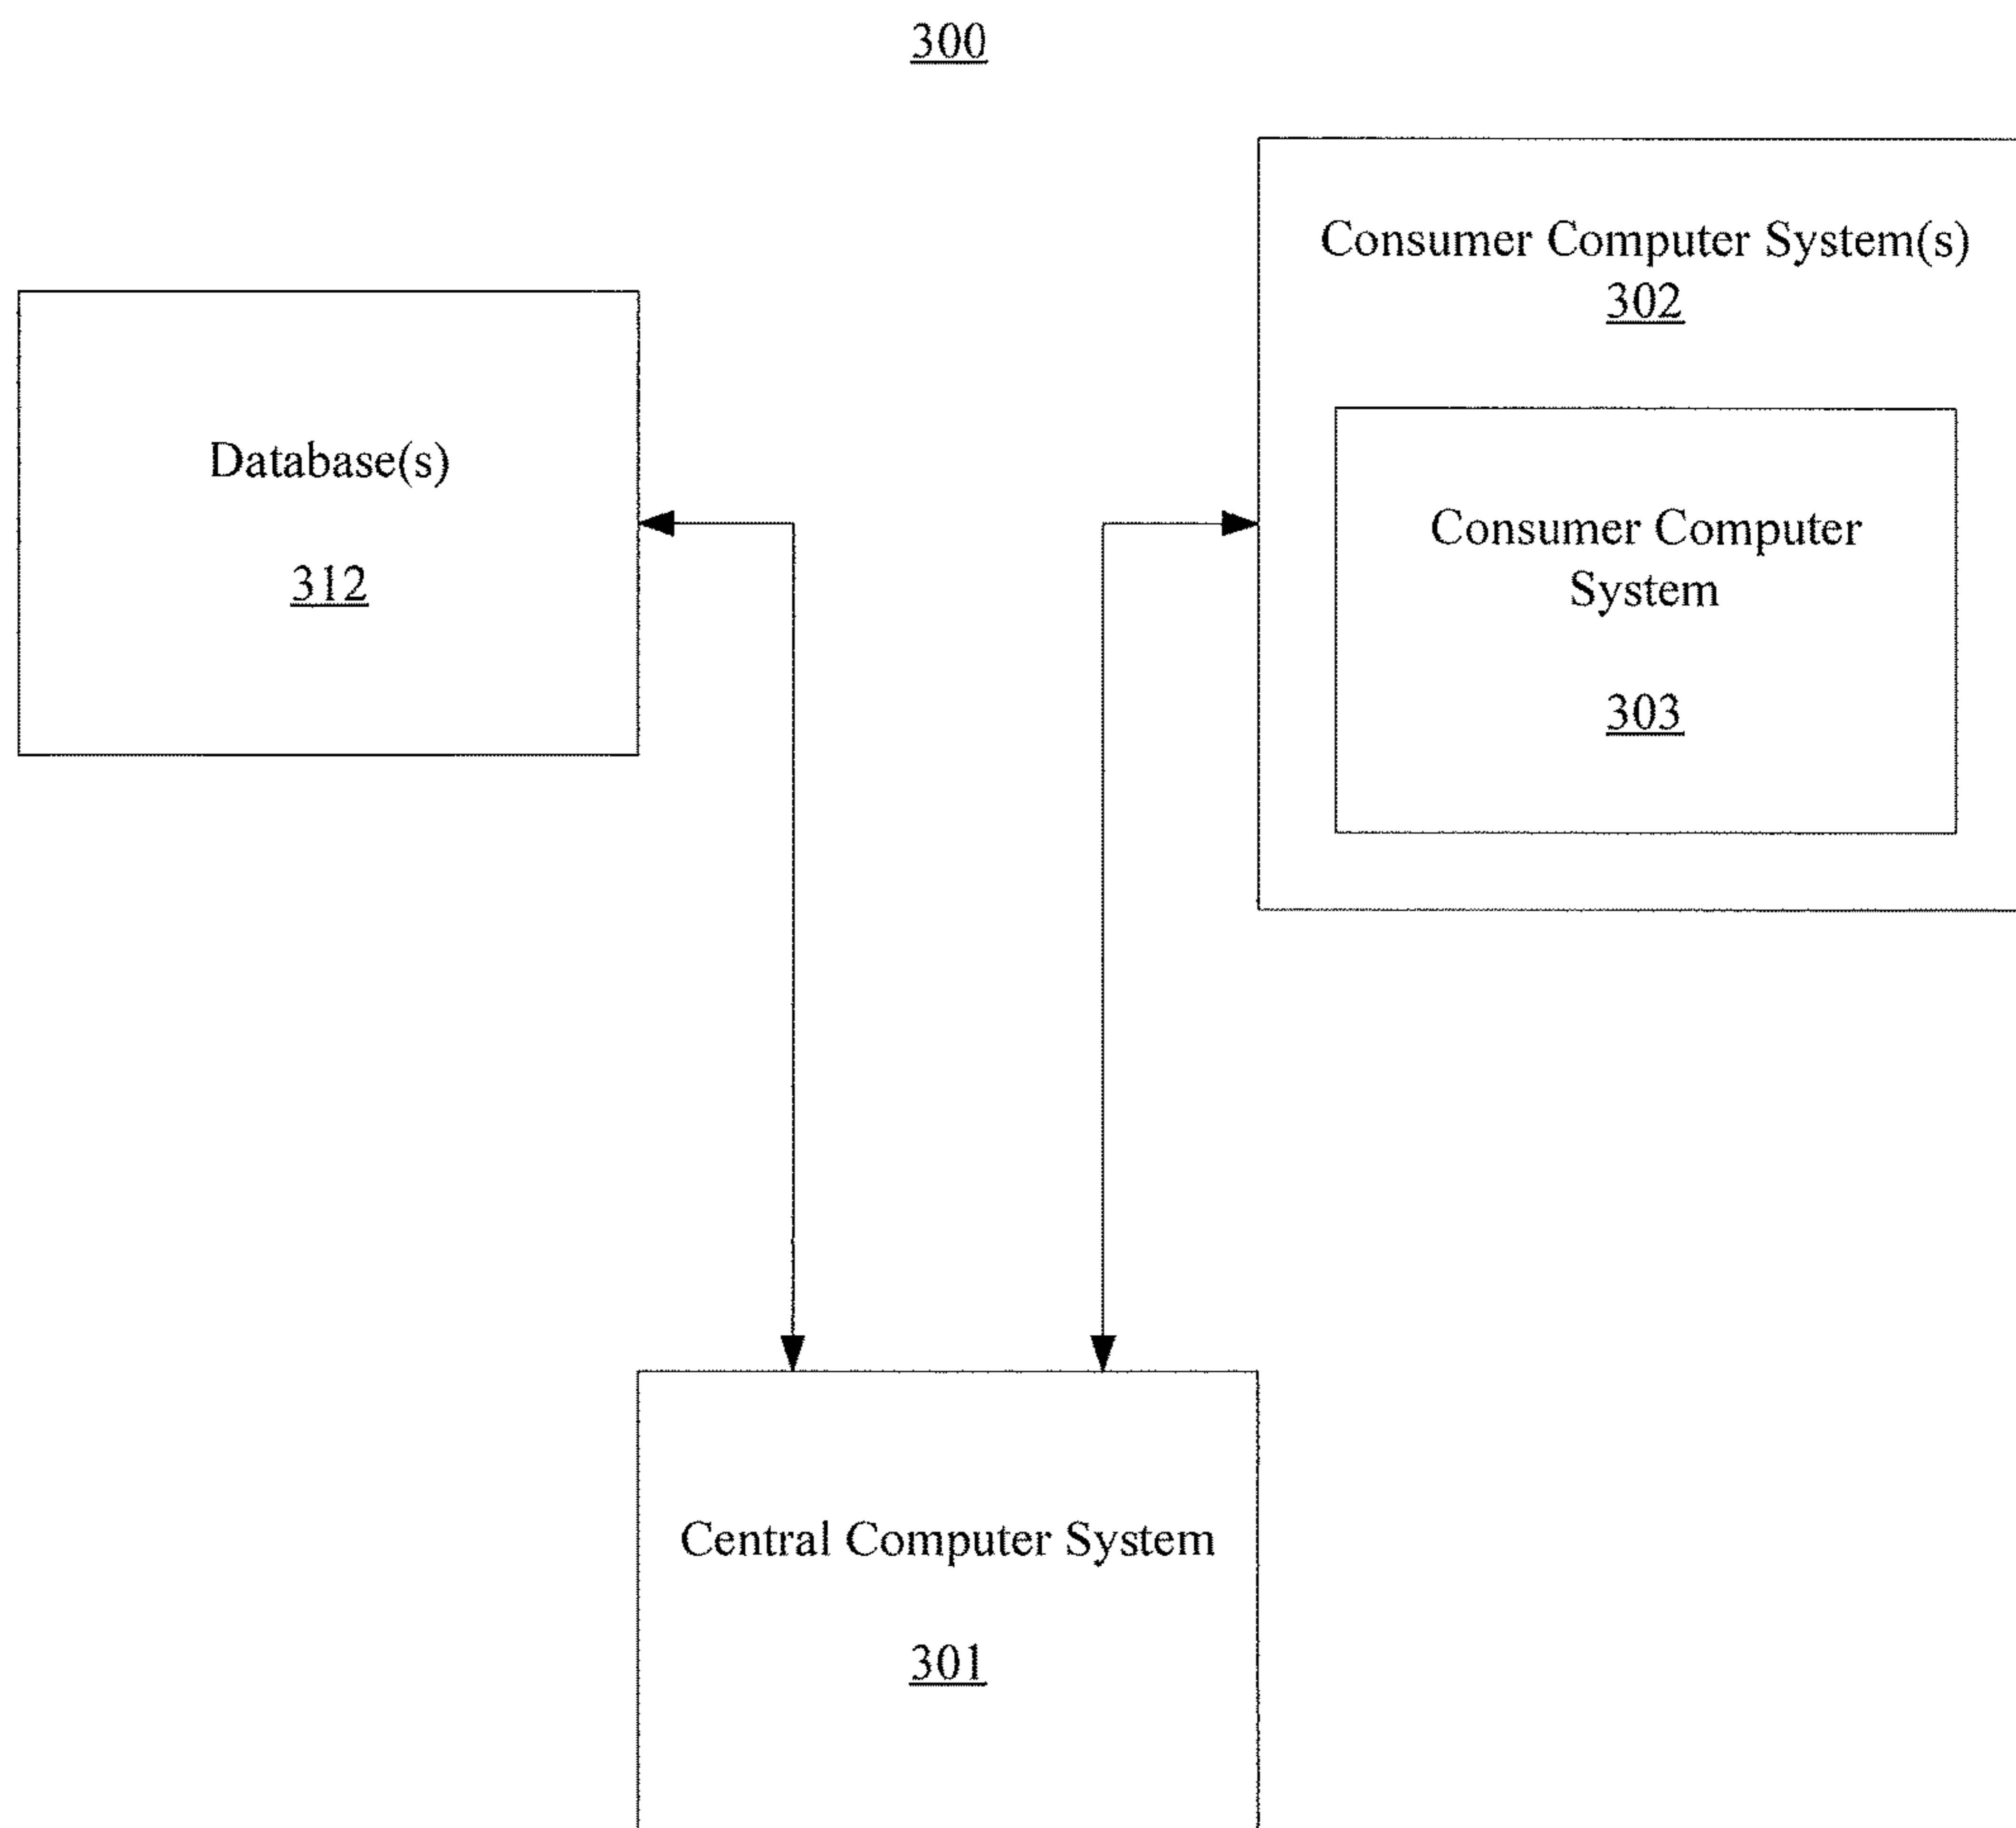 300
Consumer Computer System(s)
302
Database(s)
312
Consumer Computer
System
303
Central Computer System
301